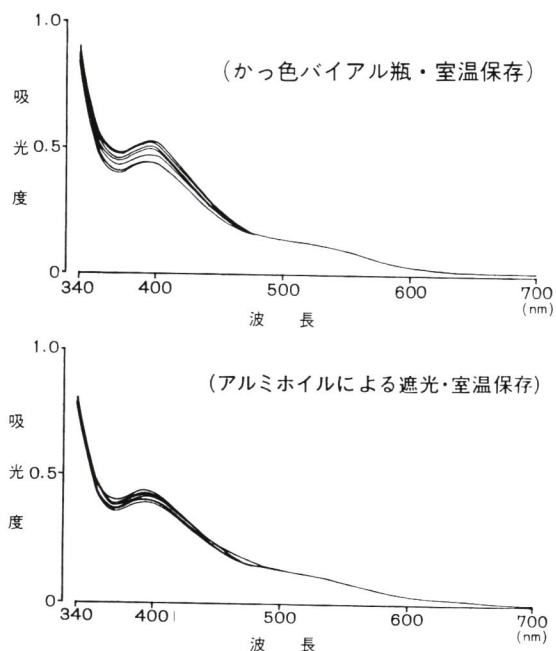 1.0
(かっ色バイアル瓶・室温保存)
吸
光
度
0.5
0
340
400
500
600
700
(nm)
波 長
1.0
(アルミホイルによる遮光・室温保存)
吸
光
度
0.5
0
340
400
500
600
700
(nm)
波 長